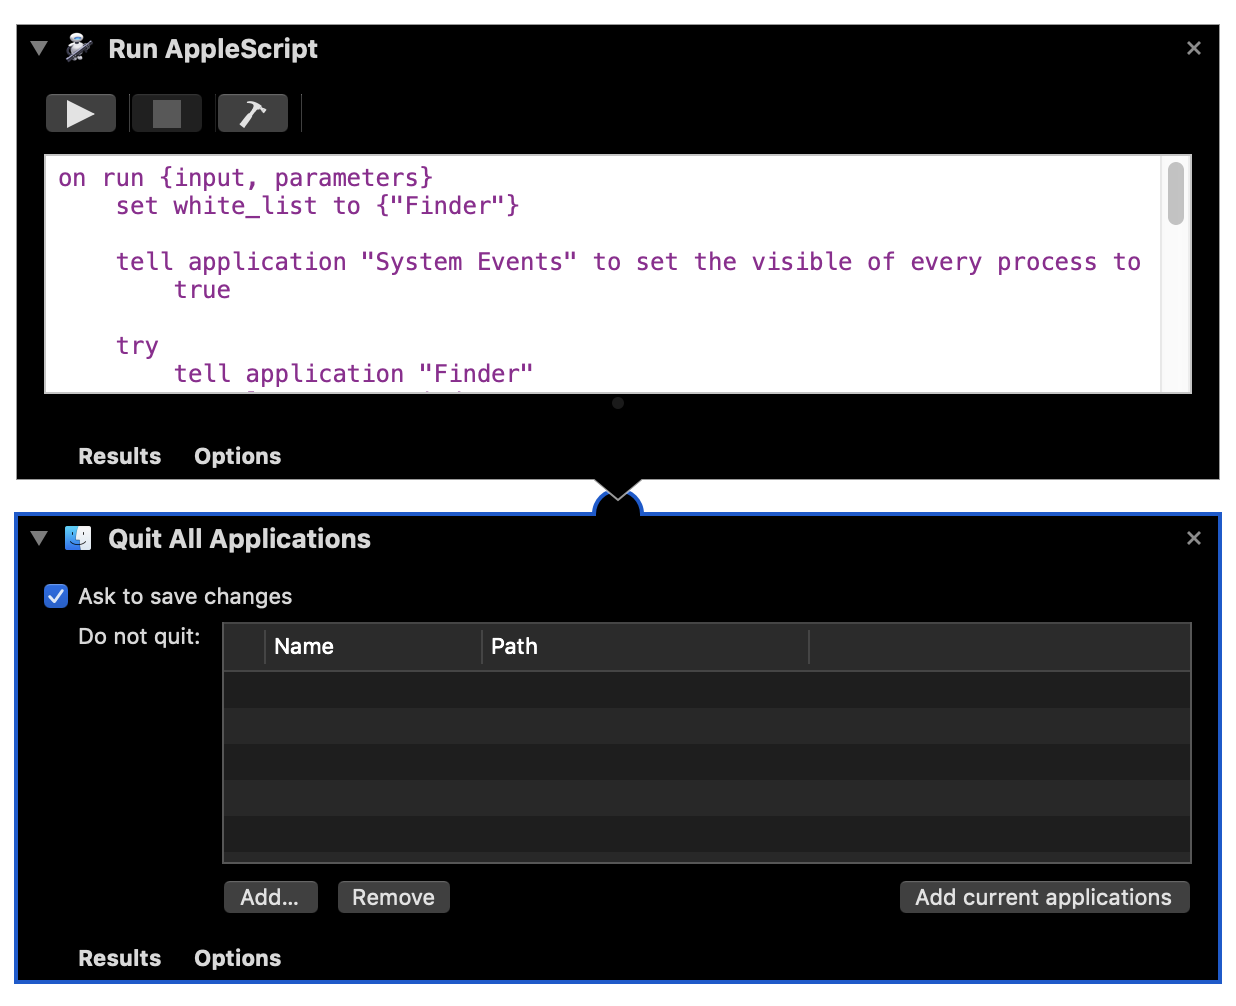 Run AppleScript
on run {input, parameters}
set white_list to {"Finder"}
tell application "System Events" to set the visible of every process to
true
try
tell application "Finder"
Results Options
Quit All Applications
Ask to save changes
Do not quit:
Name Path
Add... Remove Add current applications
Results Options